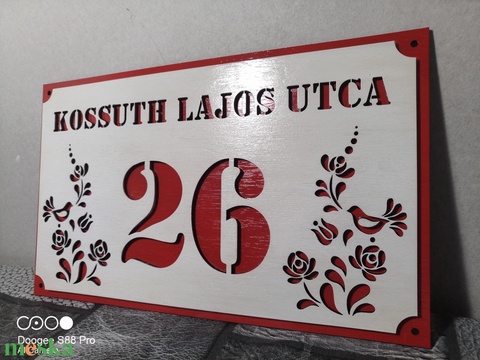 KOSSUTH LAJOS UTCA
26
Doogee S88 Pro